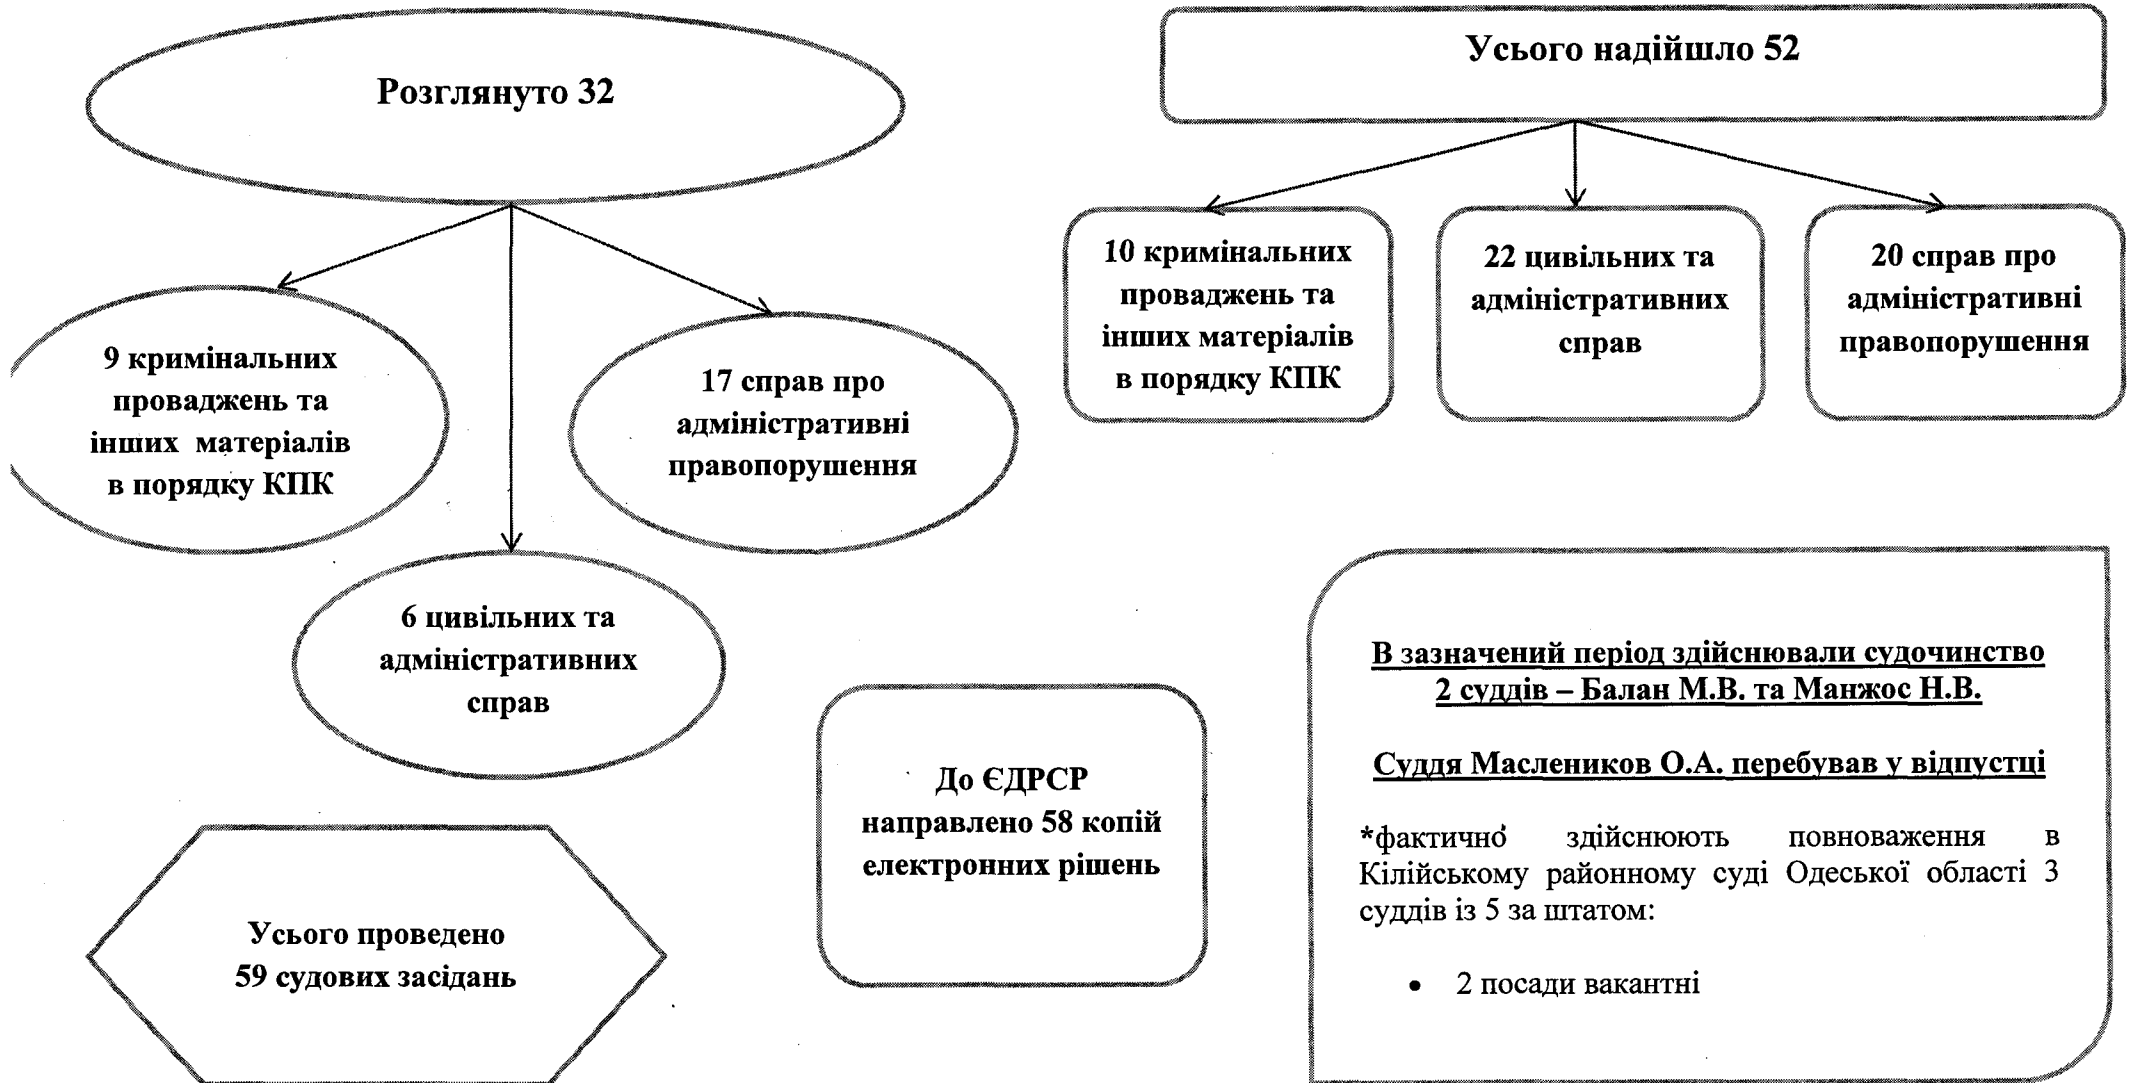 Розглянуто 32
9 кримінальних
проваджень та
інших матеріалів
в порядку КПК
17 справ про
адміністративні
правопорушення
6 цивільних та
адміністративних
справ
Усього надійшло 52
10 кримінальних
проваджень та
інших матеріалів
в порядку КПК
22 цивільних та
адміністративних
справ
20 справ про
адміністративні
правопорушення
Усього проведено
59 судових засідань
До ЄДРСР
направлено 58 копій
електронних рішень
В зазначений період здійснювали судочинство
2 суддів – Балан М.В. та Манжос Н.В.
Суддя Маслеников О.А. перебував у відпустці
*фактично здійснюють повноваження в
Кілійському районному суді Одеської області 3
суддів із 5 за штатом:
• 2 посади вакантні